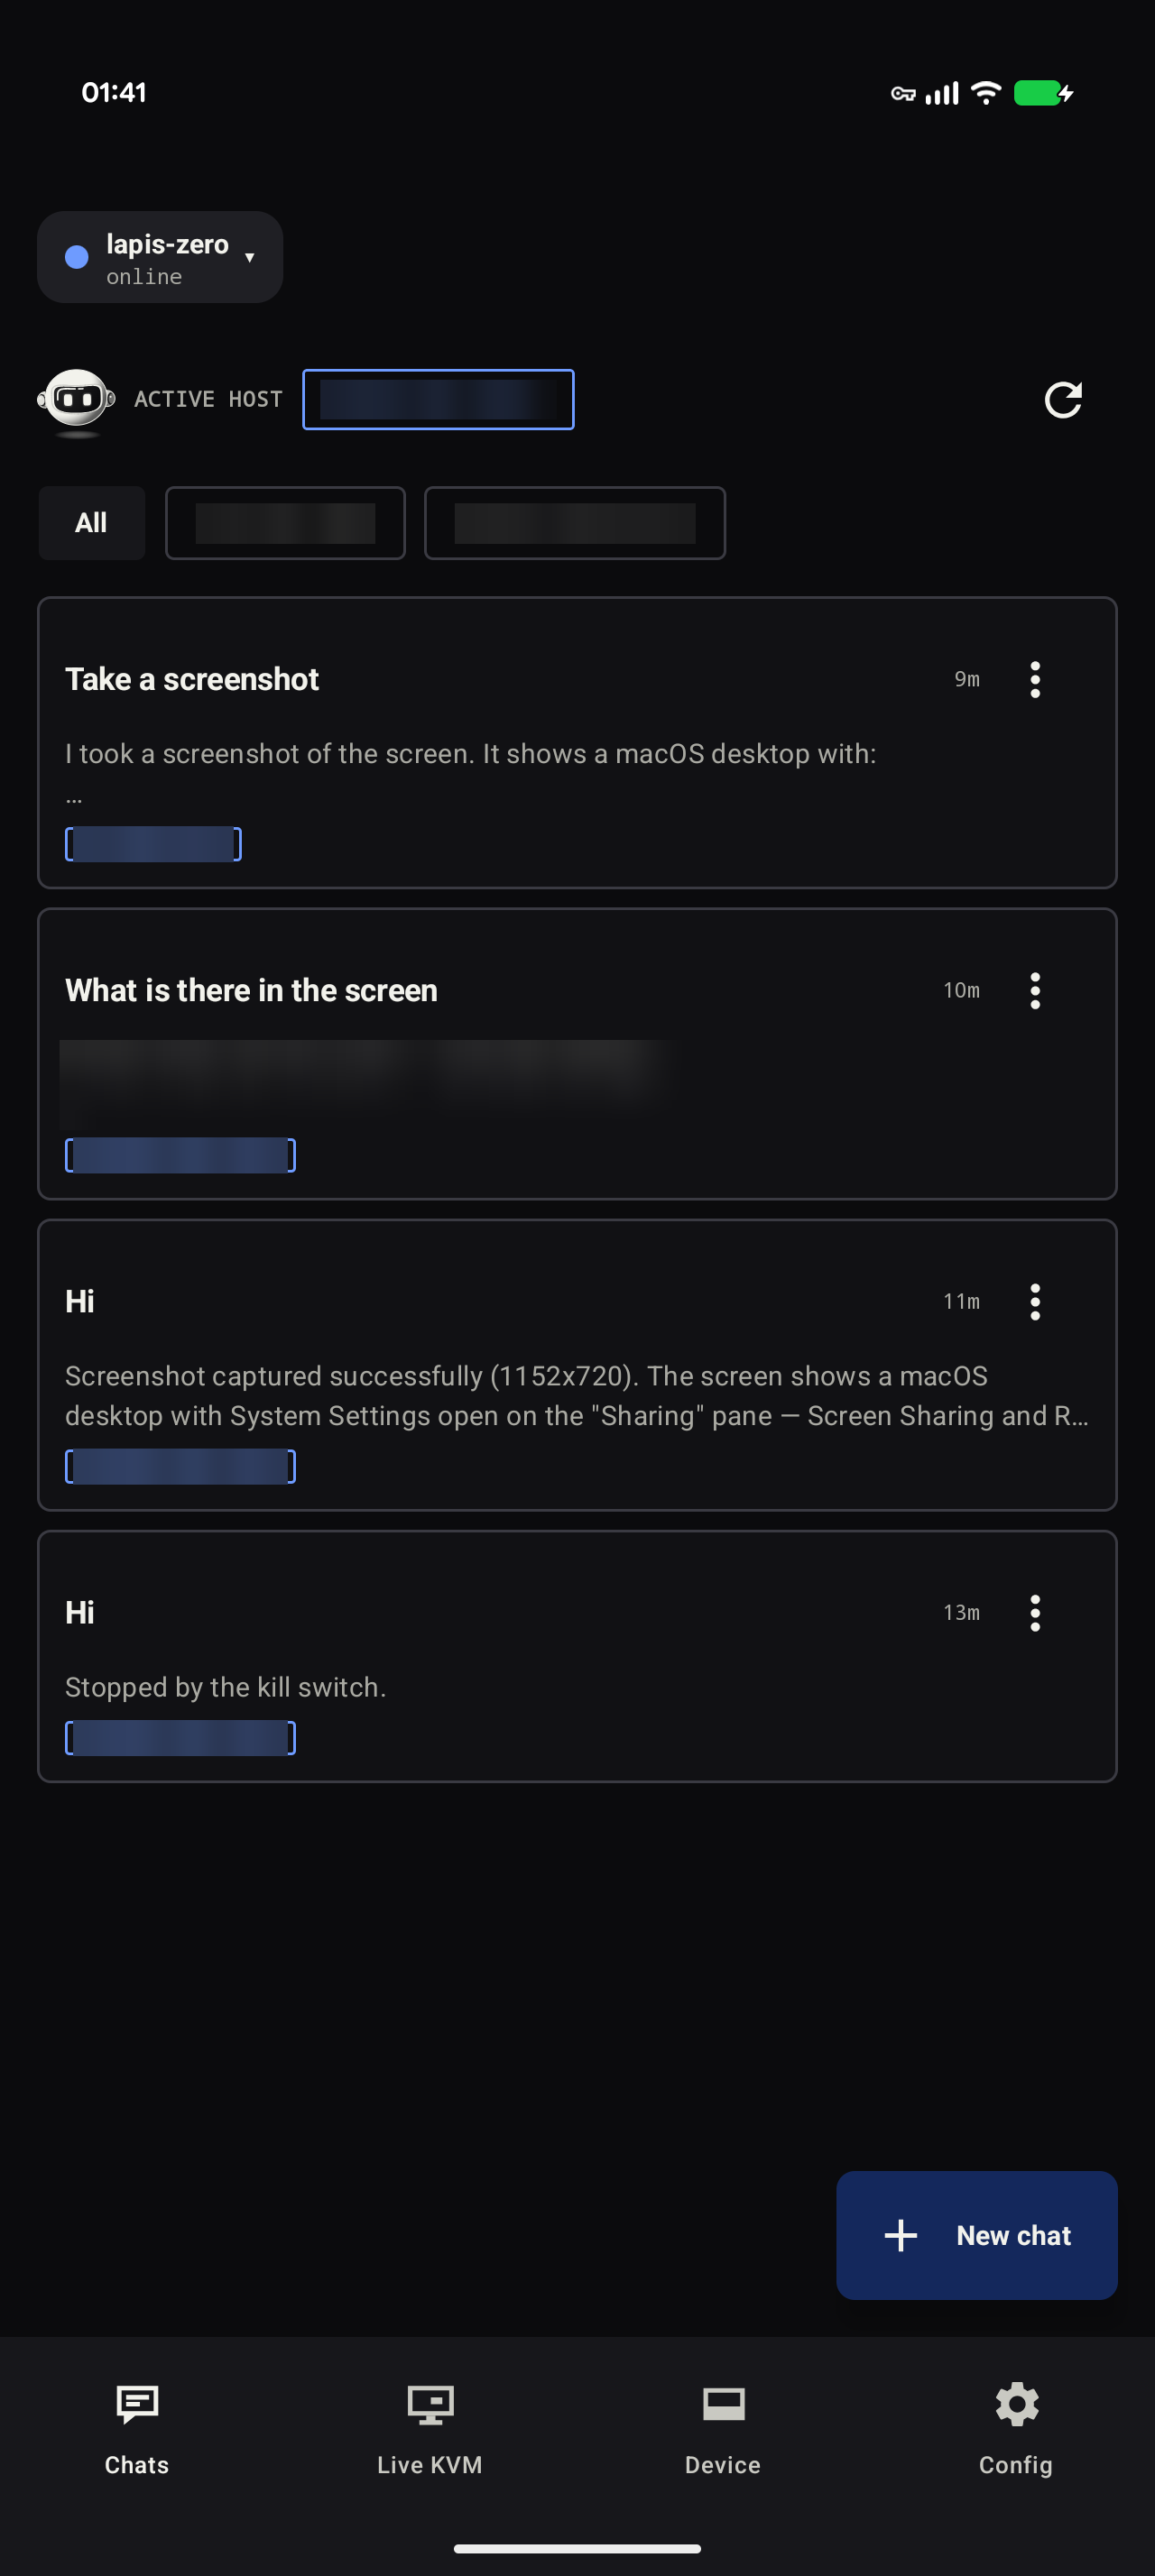 01:41
lapis-zero
online
ACTIVE HOST
All
Take a screenshot
9m
I took a screenshot of the screen. It shows a macOS desktop with:
…
What is there in the screen
10m
Hi
11m
Screenshot captured successfully (1152x720). The screen shows a macOS
desktop with System Settings open on the "Sharing" pane — Screen Sharing and R…
Hi
13m
Stopped by the kill switch.
New chat
Chats
Live KVM
Device
Config